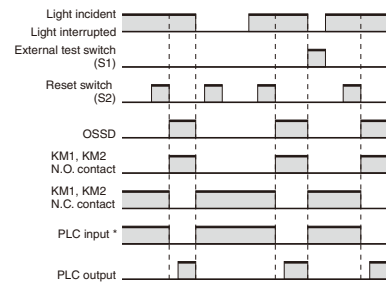 Light incident
Light interrupted
External test switch
(S1)
Reset switch
(S2)
OSSD
KM1, KM2
N.O. contact
KM1, KM2
N.C. contact
PLC input *
PLC output